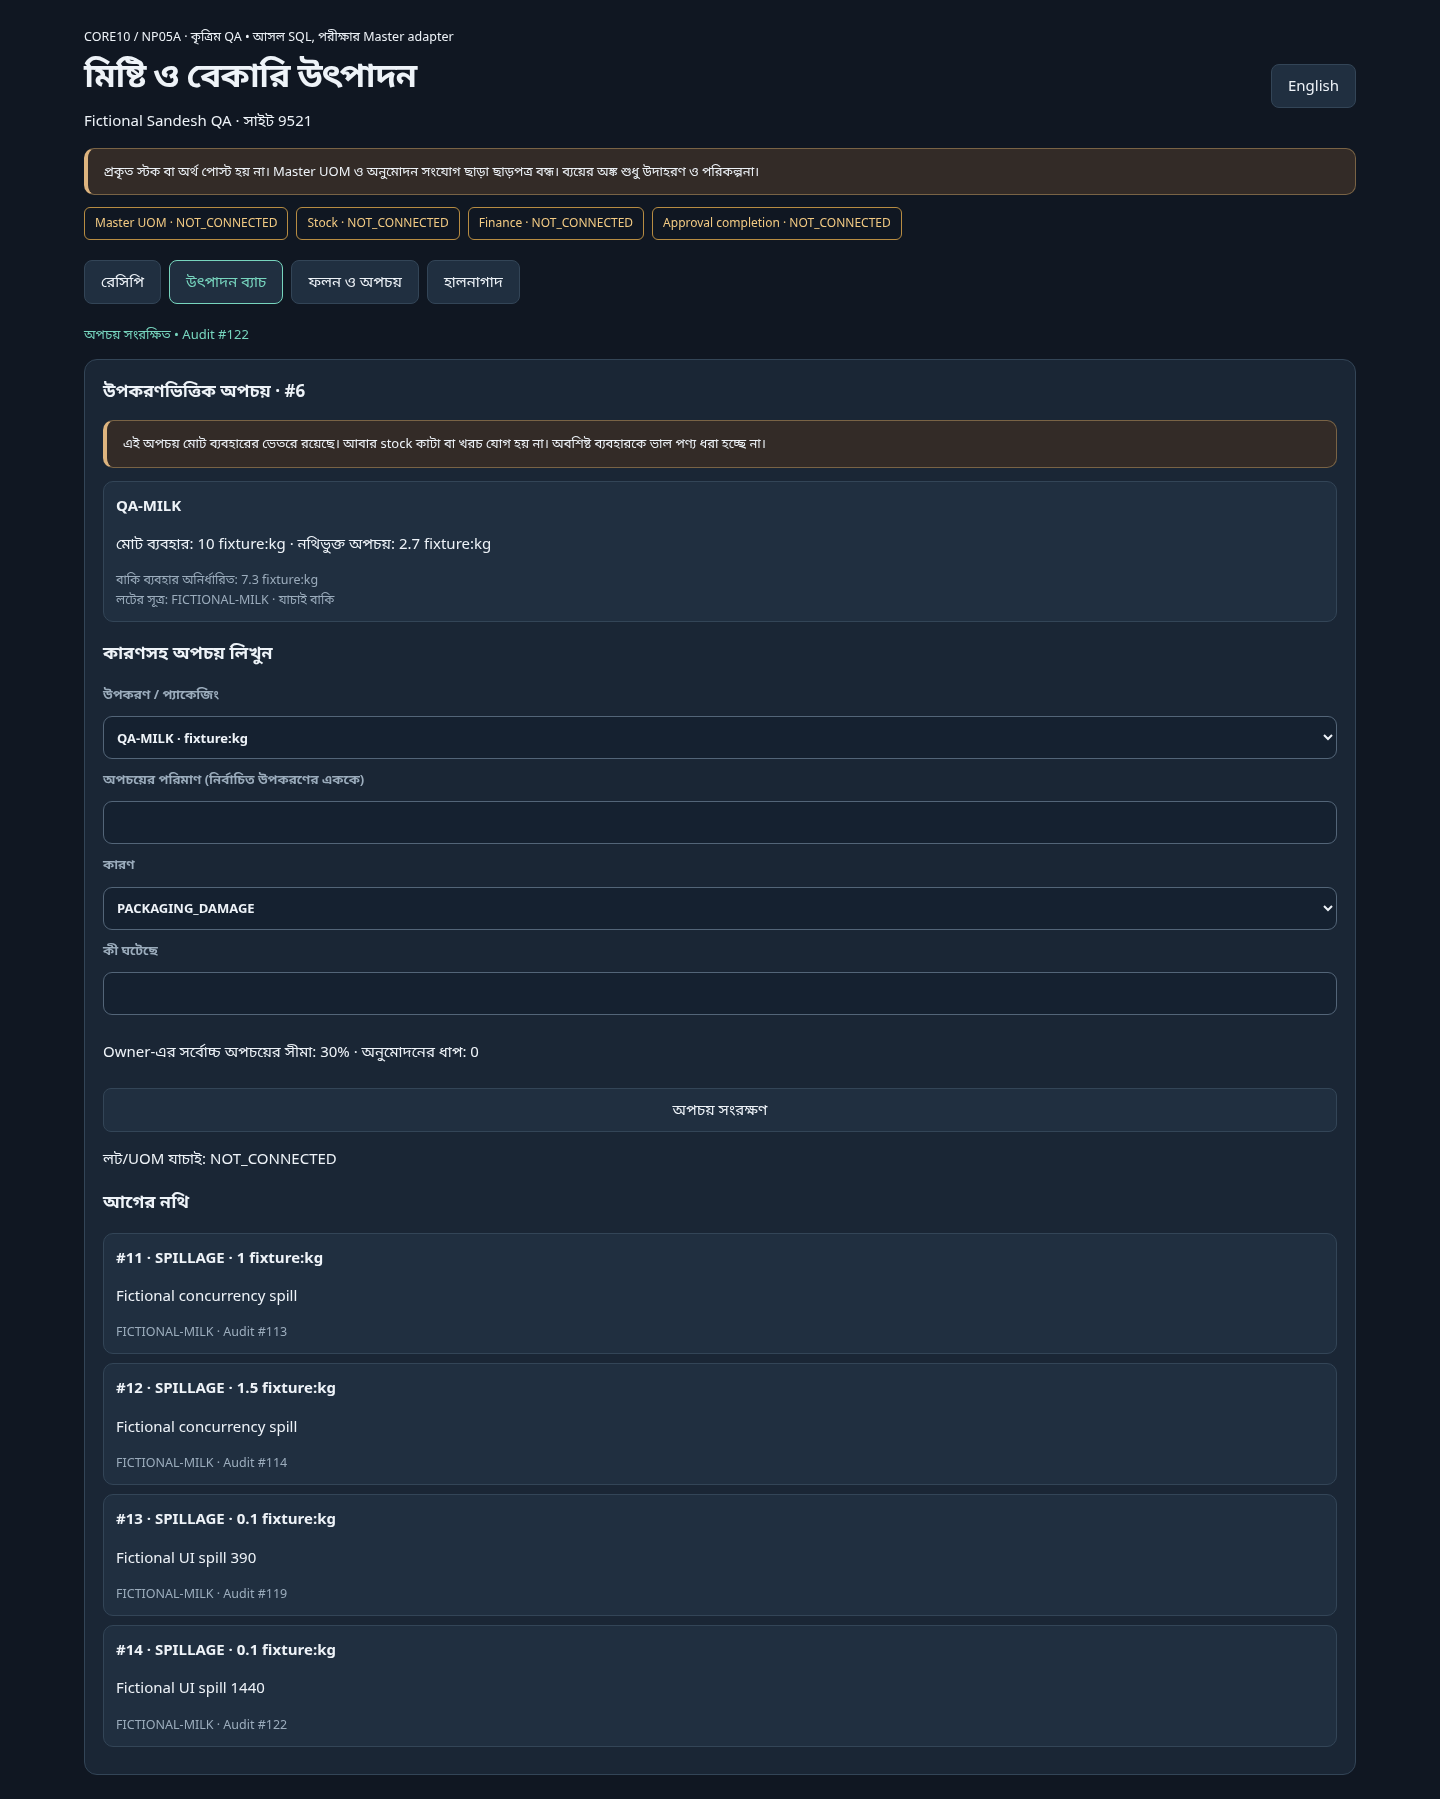 CORE10 / NP05A · কৃত্রিম QA • আসল SQL, পরীক্ষার Master adapter
মিষ্টি ও বেকারি উৎপাদন
English
Fictional Sandesh QA · সাইট 9521
প্রকৃত স্টক বা অর্থ পোস্ট হয় না। Master UOM ও অনুমোদন সংযোগ ছাড়া ছাড়পত্র বন্ধ। ব্যয়ের অঙ্ক শুধু উদাহরণ ও পরিকল্পনা।
Master UOM · NOT_CONNECTED
Stock · NOT_CONNECTED
Finance · NOT_CONNECTED
Approval completion · NOT_CONNECTED
রেসিপি
উৎপাদন ব্যাচ
ফলন ও অপচয়
হালনাগাদ
অপচয় সংরক্ষিত • Audit #122
উপকরণভিত্তিক অপচয় · #6
এই অপচয় মোট ব্যবহারের ভেতরে রয়েছে। আবার stock কাটা বা খরচ যোগ হয় না। অবশিষ্ট ব্যবহারকে ভাল পণ্য ধরা হচ্ছে না।
QA-MILK
মোট ব্যবহার: 10 fixture:kg · নথিভুক্ত অপচয়: 2.7 fixture:kg
বাকি ব্যবহার অনির্ধারিত: 7.3 fixture:kg
লটের সূত্র: FICTIONAL-MILK · যাচাই বাকি
কারণসহ অপচয় লিখুন
উপকরণ / প্যাকেজিং
QA-MILK · fixture:kg
অপচয়ের পরিমাণ (নির্বাচিত উপকরণের এককে)
কারণ
PACKAGING_DAMAGE
কী ঘটেছে
Owner-এর সর্বোচ্চ অপচয়ের সীমা: 30% · অনুমোদনের ধাপ: 0
অপচয় সংরক্ষণ
লট/UOM যাচাই: NOT_CONNECTED
আগের নথি
#11 · SPILLAGE · 1 fixture:kg
Fictional concurrency spill
FICTIONAL-MILK · Audit #113
#12 · SPILLAGE · 1.5 fixture:kg
Fictional concurrency spill
FICTIONAL-MILK · Audit #114
#13 · SPILLAGE · 0.1 fixture:kg
Fictional UI spill 390
FICTIONAL-MILK · Audit #119
#14 · SPILLAGE · 0.1 fixture:kg
Fictional UI spill 1440
FICTIONAL-MILK · Audit #122